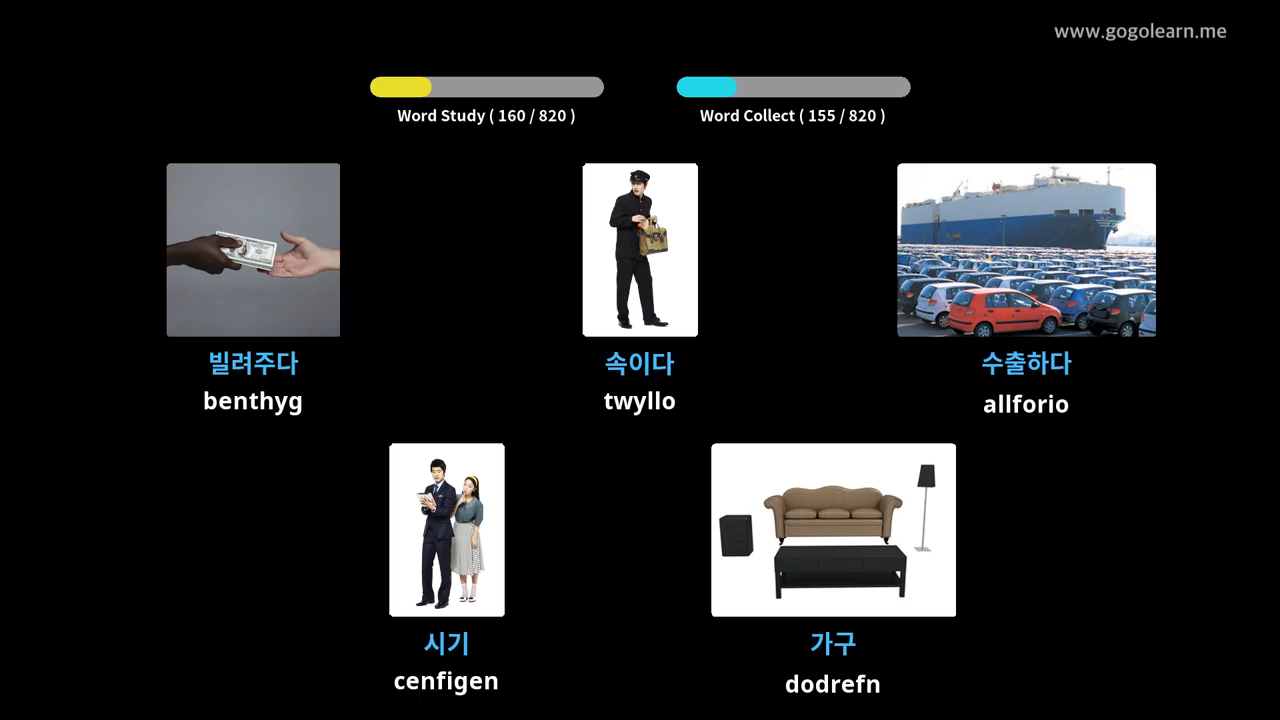 www.gogolearn.me
Word Study ( 160 / 820 )
Word Collect ( 155 / 820 )
빌려주다
benthyg
속이다
twyllo
수출하다
allforio
시기
cenfigen
가구
dodrefn